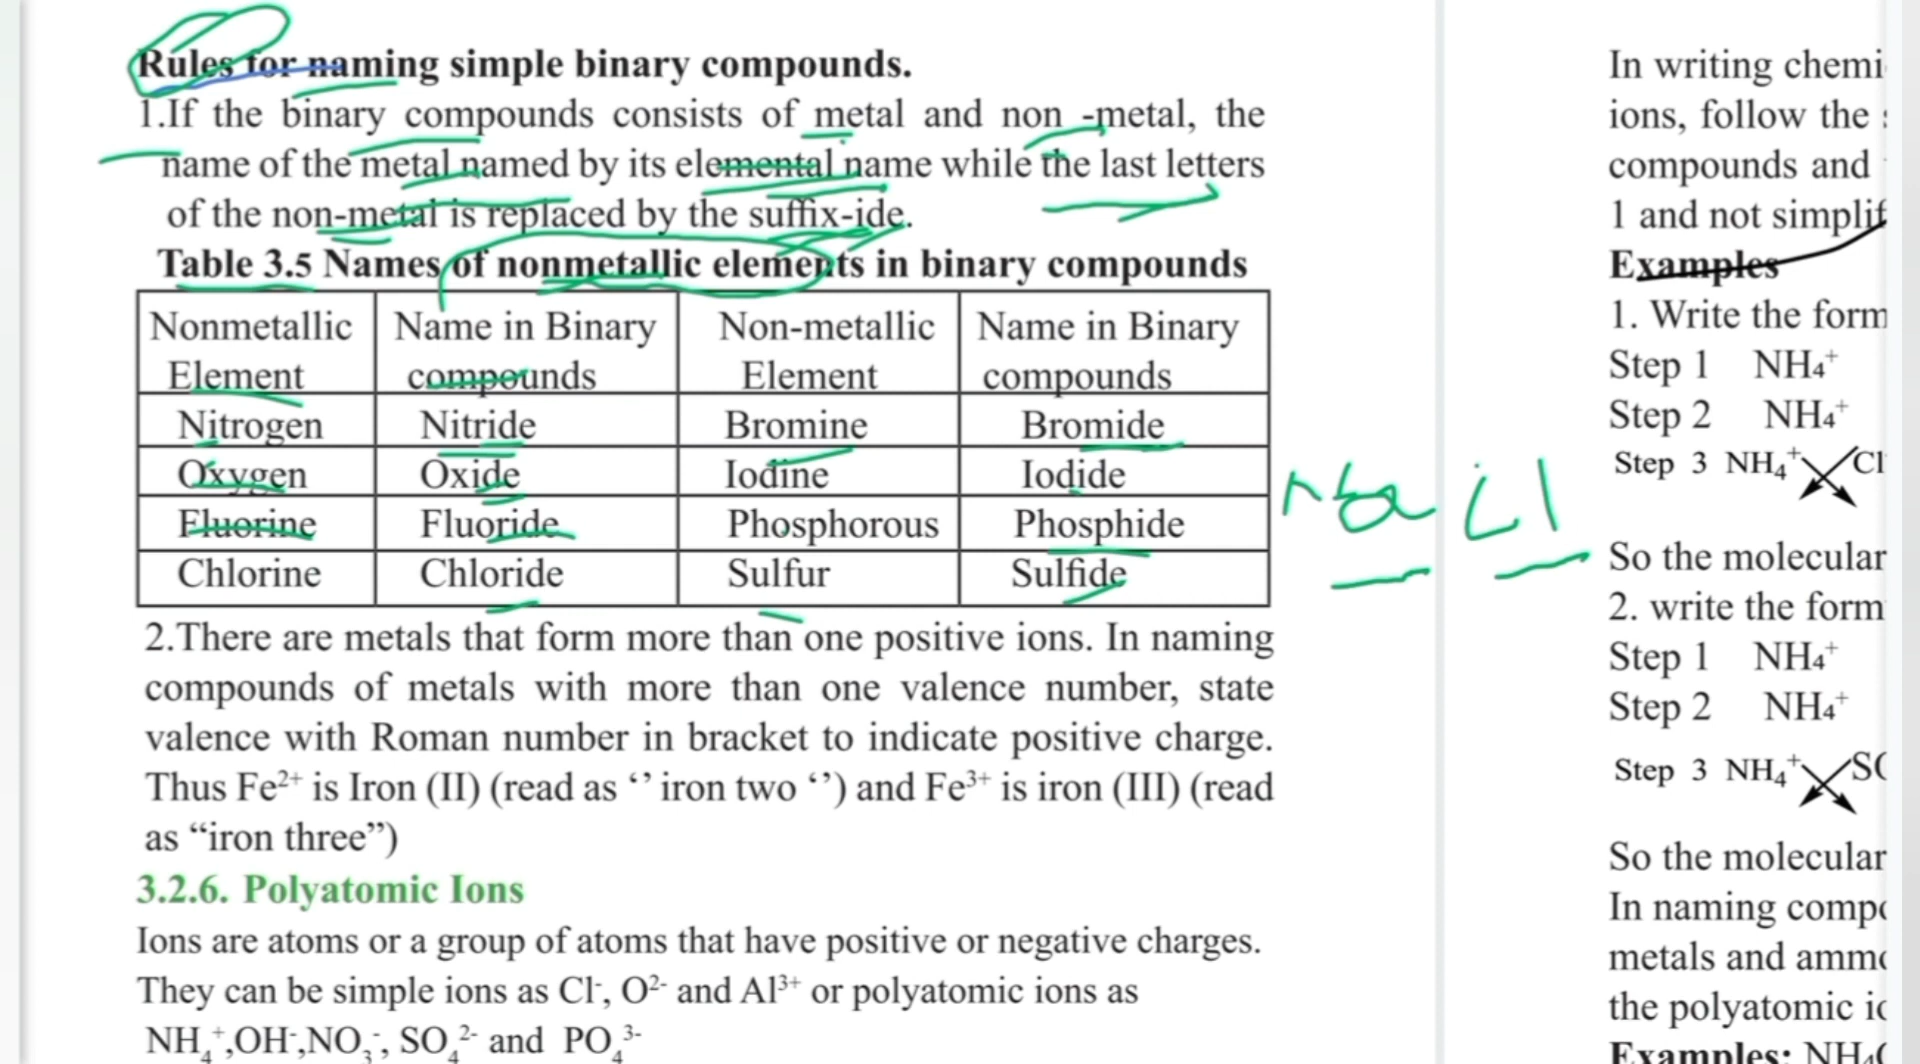 Rules for naming simple binary compounds.
1.If the binary compounds consists of metal and non -metal, the
name of the metal named by its elemental name while the last letters
of the non-metal is replaced by the suffix-ide.
Table 3.5 Names of nonmetallic elements in binary compounds
Nonmetallic Element Name in Binary compounds Non-metallic Element Name in Binary compounds
Nitrogen Nitride Bromine Bromide
Oxygen Oxide Iodine Iodide
Fluorine Fluoride Phosphorous Phosphide
Chlorine Chloride Sulfur Sulfide
Na Cl
2.There are metals that form more than one positive ions. In naming
compounds of metals with more than one valence number, state
valence with Roman number in bracket to indicate positive charge.
Thus Fe²⁺ is Iron (II) (read as ‘’ iron two ‘’) and Fe³⁺ is iron (III) (read
as “iron three”)
3.2.6. Polyatomic Ions
Ions are atoms or a group of atoms that have positive or negative charges.
They can be simple ions as Cl⁻, O²⁻ and Al³⁺ or polyatomic ions as
NH₄⁺,OH⁻,NO₃⁻, SO₄²⁻ and PO₄³⁻
In writing chemi
ions, follow the
compounds and
1 and not simplif
Examples
1. Write the form
Step 1 NH₄⁺
Step 2 NH₄⁺
Step 3 NH₄⁺ Cl
So the molecular
2. write the form
Step 1 NH₄⁺
Step 2 NH₄⁺
Step 3 NH₄⁺ SO
So the molecular
In naming compo
metals and ammo
the polyatomic io
Examples: NH₄